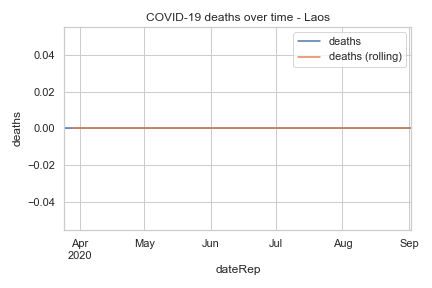 COVID-19 deaths over time - Laos
deaths
deaths (rolling)
0.04
0.02
0.00
−0.02
−0.04
deaths
Apr
2020
May
Jun
Jul
Aug
Sep
dateRep